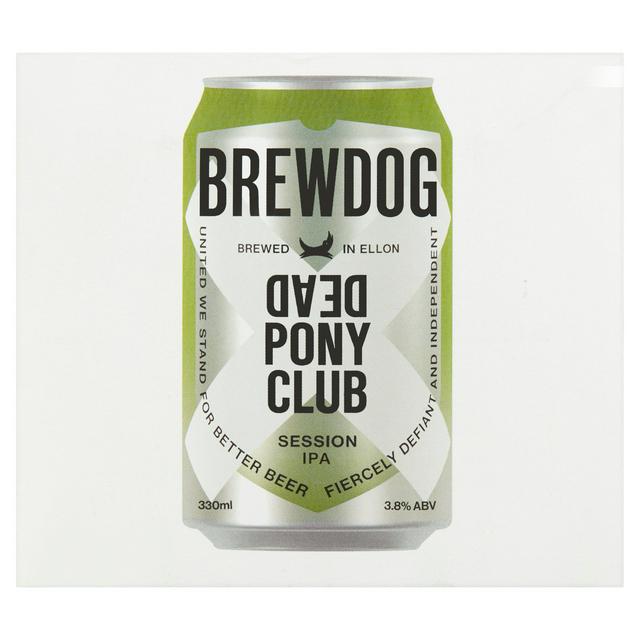 BREWDOG
BREWED IN ELLON
DEAD
PONY
CLUB
SESSION
IPA
UNITED WE STAND FOR BETTER BEER
FIERCELY DEFIANT AND INDEPENDENT
330ml
3.8% ABV